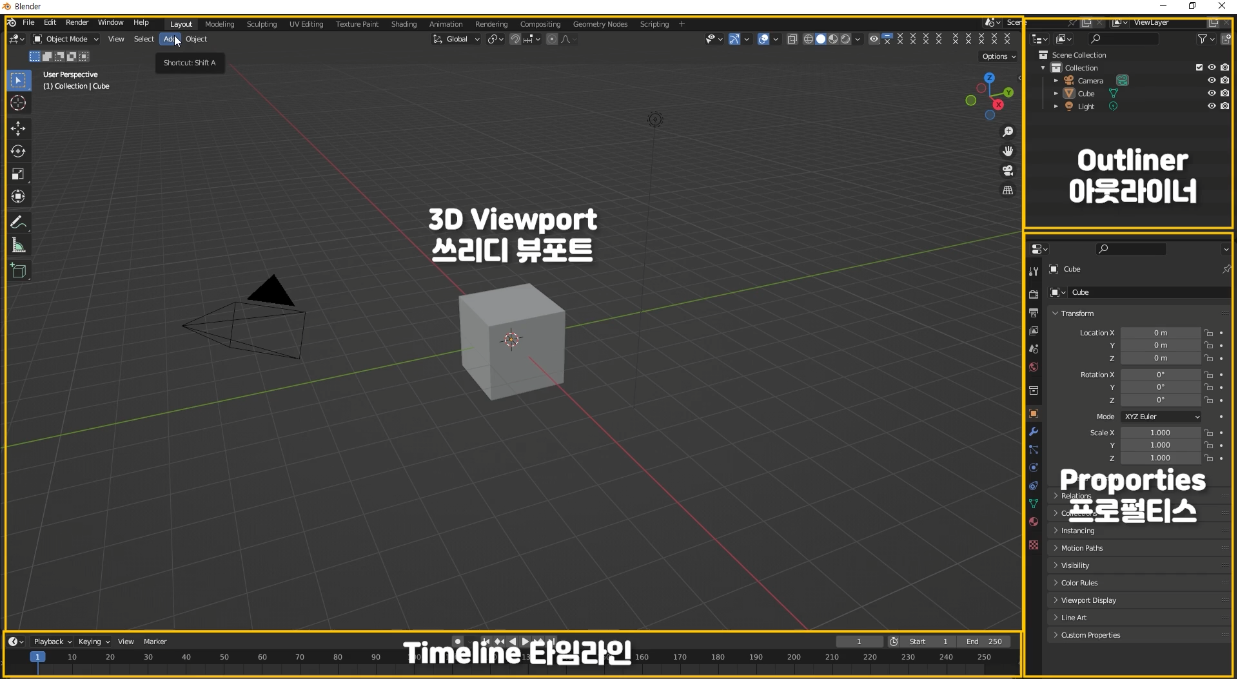 Blender
File Edit Render Window Help Layout Modeling Sculpting UV Editing Texture Paint Shading Animation Rendering Compositing Geometry Nodes Scripting + Scene ViewLayer
Object Mode View Select Add Object Global
Shortcut: Shift A
Options
User Perspective
(1) Collection | Cube
Z
Y
X
3D Viewport
쓰리디 뷰포트
Scene Collection
Collection
Camera
Cube
Light
Outliner
아웃라이너
Cube
Cube
Transform
Location X 0 m
Y 0 m
Z 0 m
Rotation X 0°
Y 0°
Z 0°
Mode XYZ Euler
Scale X 1.000
Y 1.000
Z 1.000
Proporties
프로펄티스
Relations
Instancing
Motion Paths
Visibility
Color Rules
Viewport Display
Line Art
Custom Properties
Playback Keying View Marker 1 Start 1 End 250
Timeline 타임라인
1 10 20 30 40 50 60 70 80 90 160 170 180 190 200 210 220 230 240 250